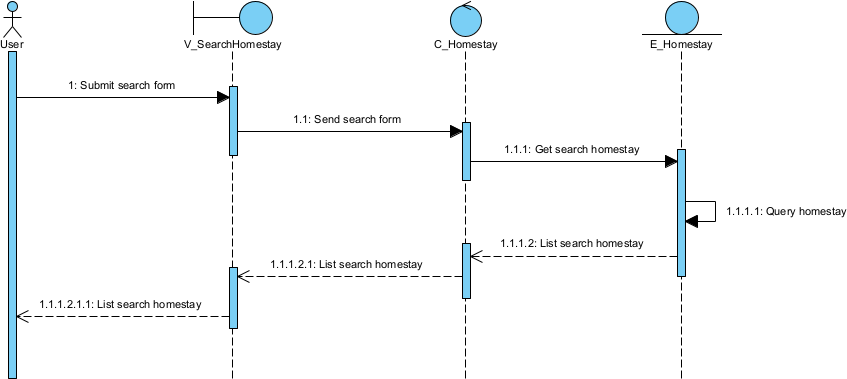 User
V_SearchHomestay
C_Homestay
E_Homestay
1: Submit search form
1.1: Send search form
1.1.1: Get search homestay
1.1.1.1: Query homestay
1.1.1.2: List search homestay
1.1.1.2.1: List search homestay
1.1.1.2.1.1: List search homestay